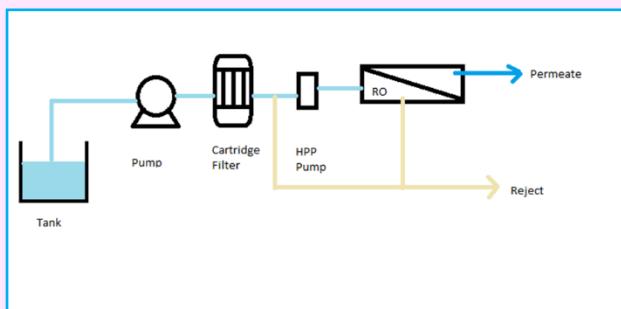 Permeate
RO
Cartridge
Filter
HPP
Pump
Pump
Reject
Tank